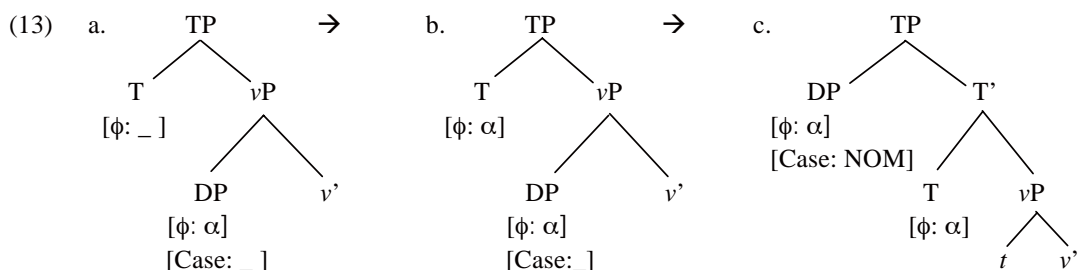 (13) a. TP → b. TP → c. TP
T vP T vP DP T’
[ϕ: _ ] [ϕ: α] [ϕ: α]
[Case: NOM]
DP v’ DP v’ T vP
[ϕ: α] [ϕ: α] [ϕ: α]
[Case: _ ] [Case:_] t v’